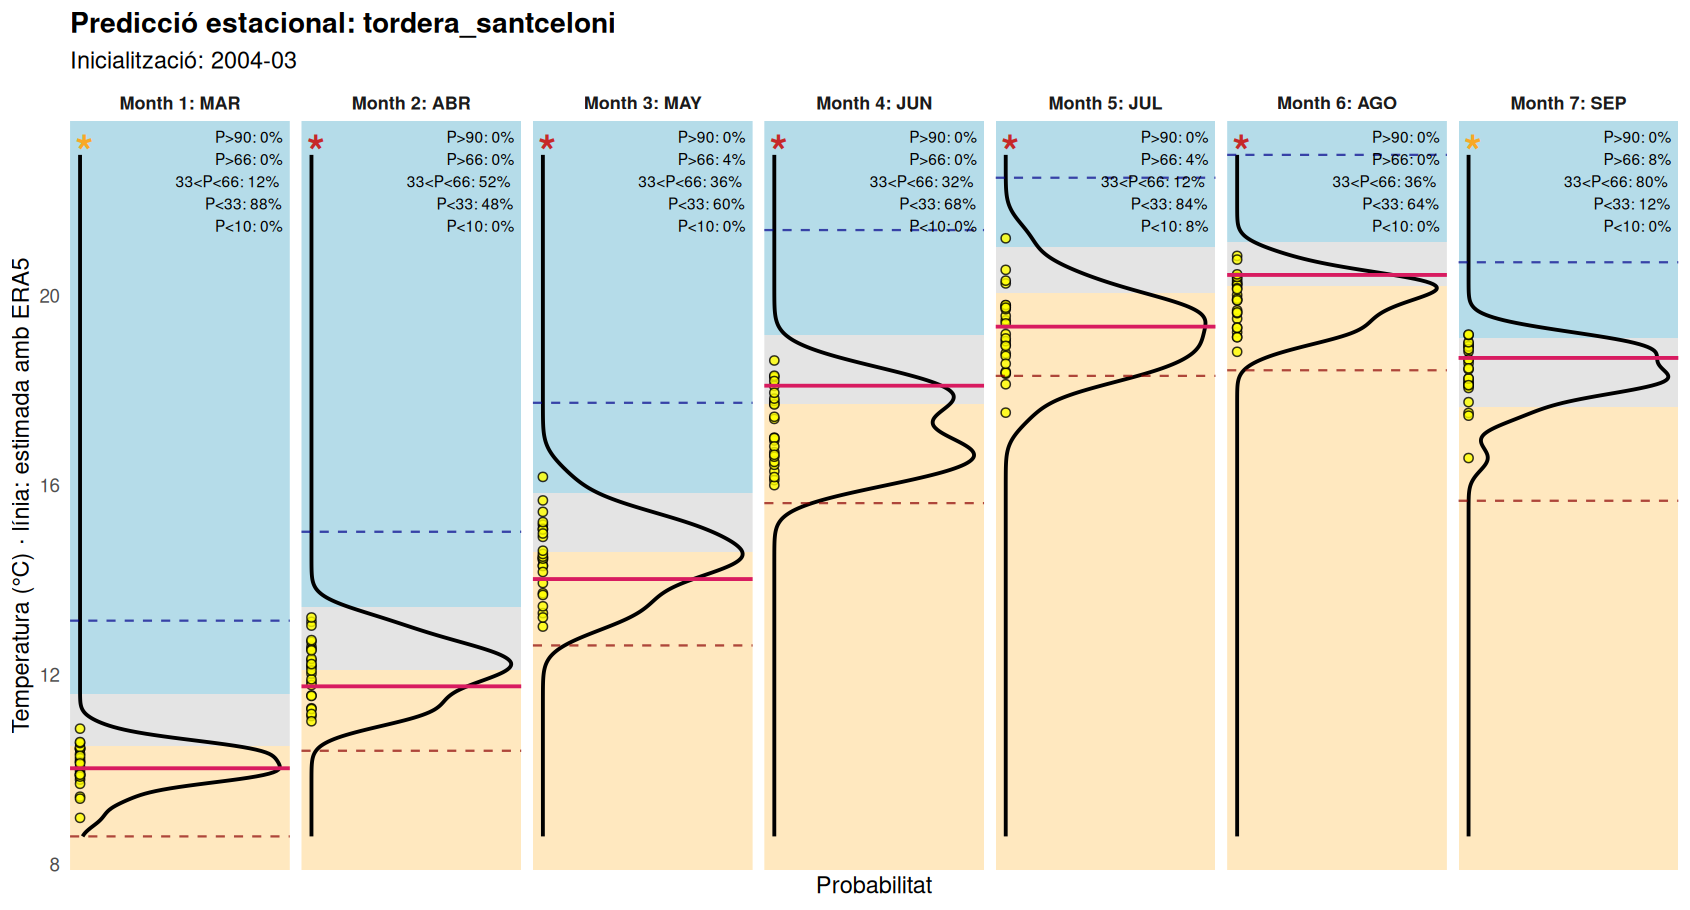 Predicció estacional: tordera_santceloni
Inicialització: 2004-03
Month 1: MAR
Month 2: ABR
Month 3: MAY
Month 4: JUN
Month 5: JUL
Month 6: AGO
Month 7: SEP
*
P>90: 0%
P>66: 0%
33<P<66: 12%
P<33: 88%
P<10: 0%
*
P>90: 0%
P>66: 0%
33<P<66: 52%
P<33: 48%
P<10: 0%
*
P>90: 0%
P>66: 4%
33<P<66: 36%
P<33: 60%
P<10: 0%
*
P>90: 0%
P>66: 0%
33<P<66: 32%
P<33: 68%
P<10: 0%
*
P>90: 0%
P>66: 4%
33<P<66: 12%
P<33: 84%
P<10: 8%
*
P>90: 0%
P>66: 0%
33<P<66: 36%
P<33: 64%
P<10: 0%
*
P>90: 0%
P>66: 8%
33<P<66: 80%
P<33: 12%
P<10: 0%
Temperatura (°C) · línia: estimada amb ERA5
20
16
12
8
Probabilitat